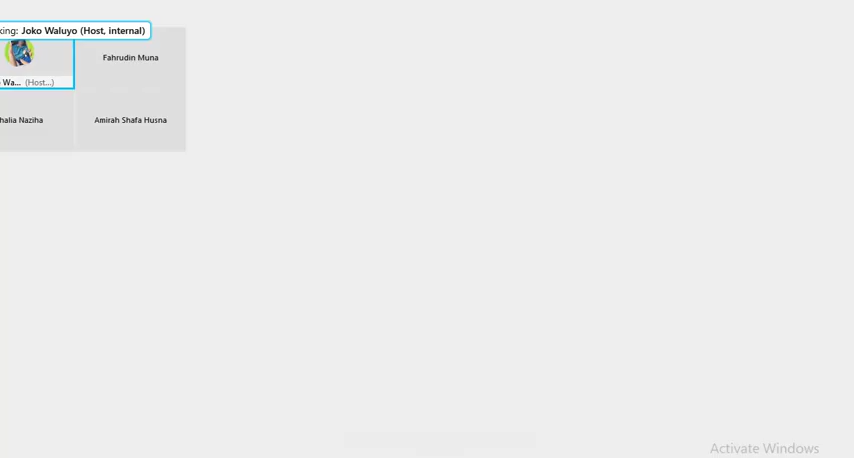 king: Joko Waluyo (Host, internal)
Fahrudin Muna
Wa... (Host...)
halia Naziha
Amirah Shafa Husna
Activate Windows